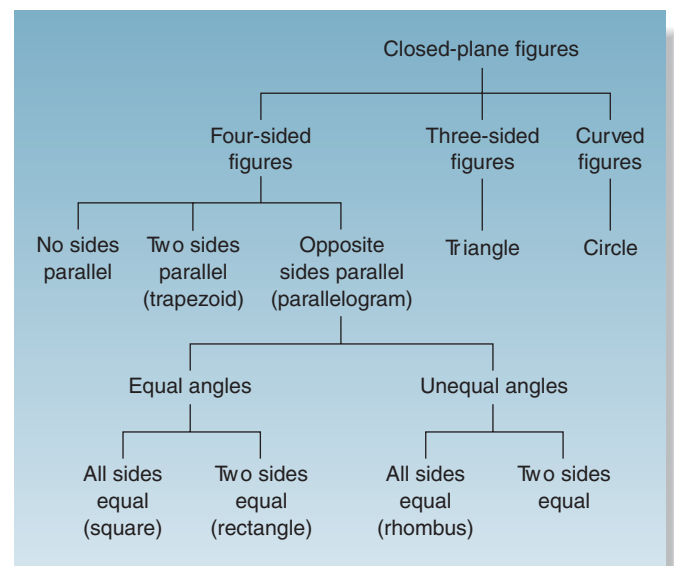 Closed-plane figures
Four-sided
figures
Three-sided
figures
Curved
figures
No sides
parallel
Two sides
parallel
(trapezoid)
Opposite
sides parallel
(parallelogram)
Triangle
Circle
Equal angles
Unequal angles
All sides
equal
(square)
Two sides
equal
(rectangle)
All sides
equal
(rhombus)
Two sides
equal